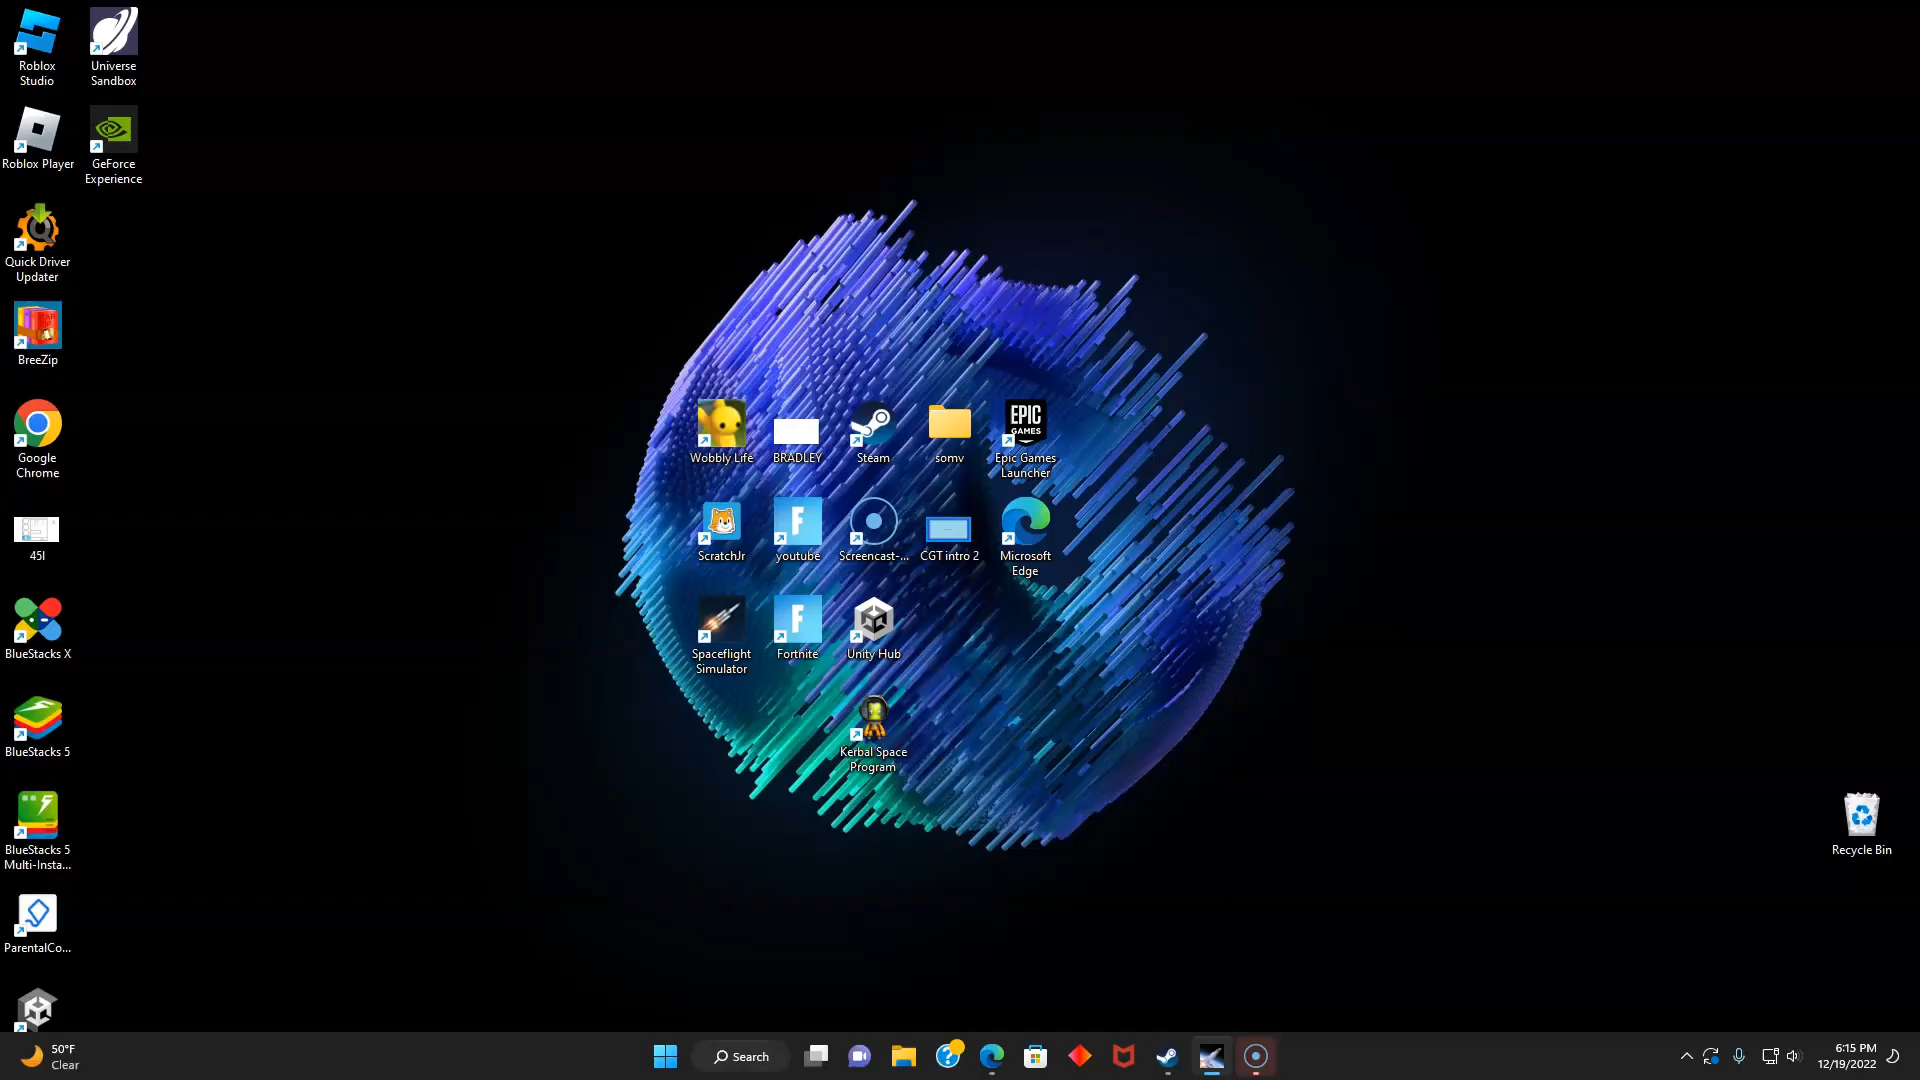 Roblox
Studio
Universe
Sandbox
Roblox Player
GeForce
Experience
Quick Driver
Updater
BreeZip
Google
Chrome
45l
BlueStacks X
BlueStacks 5
BlueStacks 5
Multi-Insta...
ParentalCo...
Wobbly Life
BRADLEY
Steam
somv
EPIC
GAMES
Epic Games
Launcher
ScratchJr
F
youtube
Screencast-...
CGT intro 2
Microsoft
Edge
Spaceflight
Simulator
F
Fortnite
Unity Hub
Kerbal Space
Program
Recycle Bin
50°F
Clear
Search
6:15 PM
12/19/2022